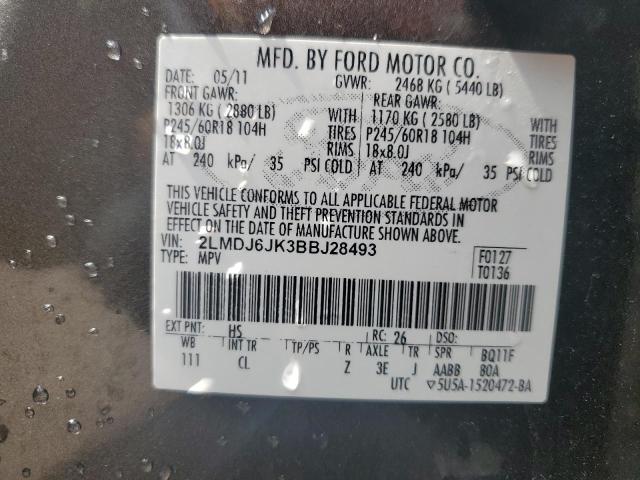 MFD. BY FORD MOTOR CO.
DATE: 05/11 GVWR: 2468 KG ( 5440 LB)
FRONT GAWR: REAR GAWR:
1306 KG ( 2880 LB) WITH 1170 KG ( 2580 LB) WITH
P245/60R18 104H TIRES P245/60R18 104H TIRES
18x8.0J RIMS 18x8.0J RIMS
AT 240 kPa/ 35 PSI COLD AT 240 kPa/ 35 PSI COLD
THIS VEHICLE CONFORMS TO ALL APPLICABLE FEDERAL MOTOR
VEHICLE SAFETY AND THEFT PREVENTION STANDARDS IN
EFFECT ON THE DATE OF MANUFACTURE SHOWN ABOVE.
VIN: 2LMDJ6JK3BBJ28493 F0127
TYPE: MPV T0136
EXT PNT: HS RC: 26 DSO:
WB INT TR TP/PS R AXLE TR SPR BQ11F
111 CL Z 3E J AABB B0A
UTC ▽5U5A-1520472-BA